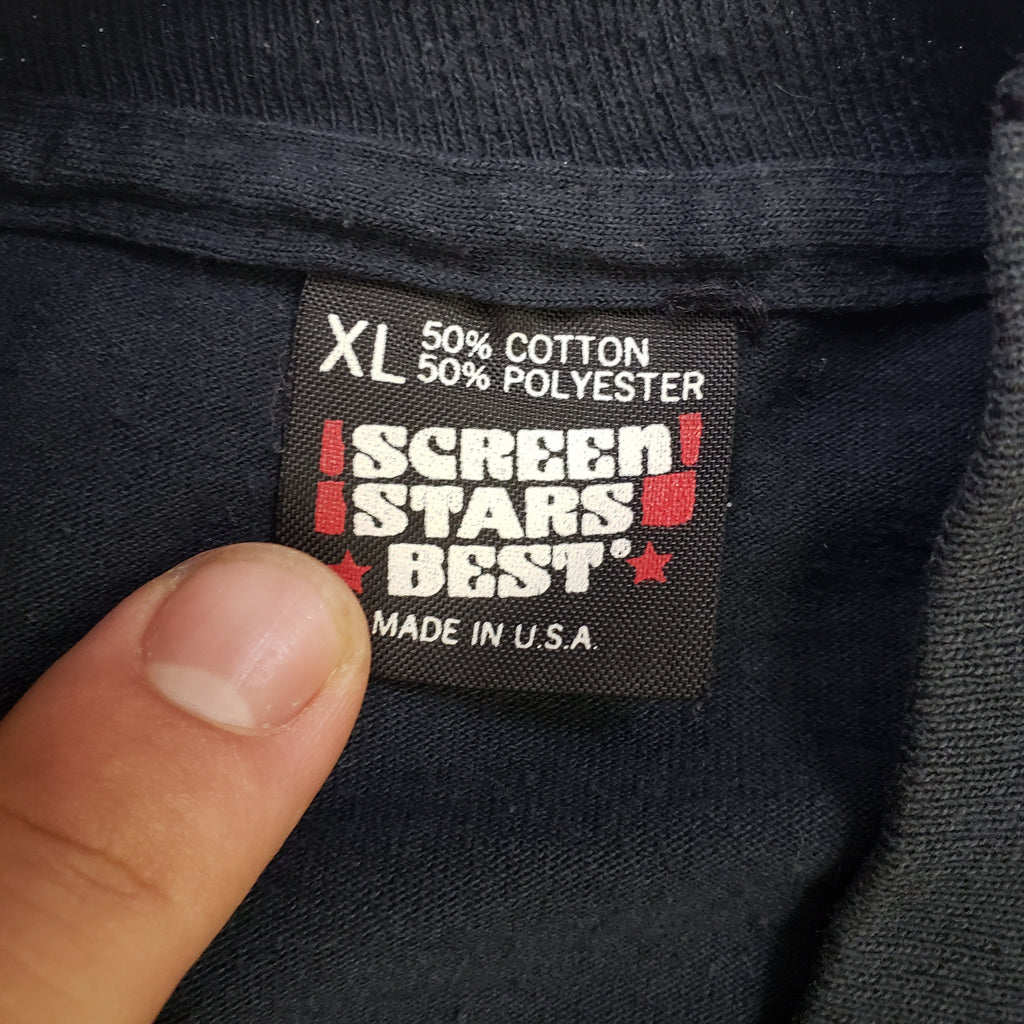 XL 50% COTTON
50% POLYESTER
SCREEN
STARS
BEST®
MADE IN U.S.A.